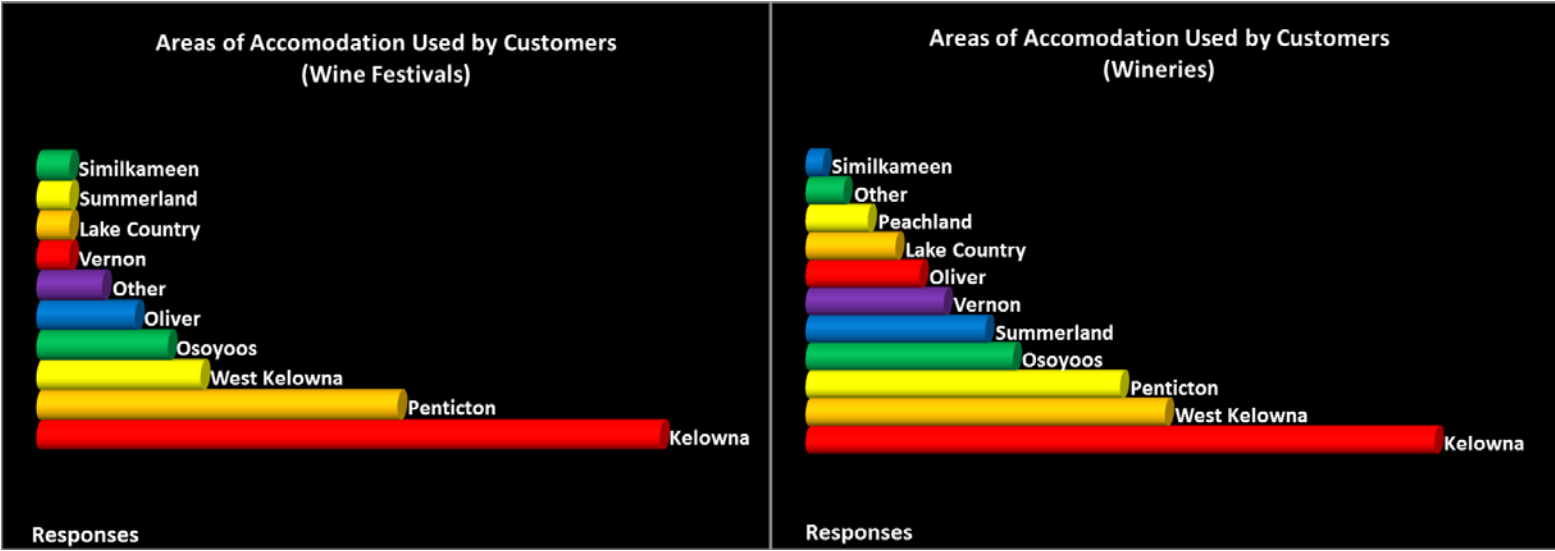 Areas of Accomodation Used by Customers
(Wine Festivals)
Similkameen
Summerland
Lake Country
Vernon
Other
Oliver
Osoyoos
West Kelowna
Penticton
Kelowna
Responses
Areas of Accomodation Used by Customers
(Wineries)
Similkameen
Other
Peachland
Lake Country
Oliver
Vernon
Summerland
Osoyoos
Penticton
West Kelowna
Kelowna
Responses